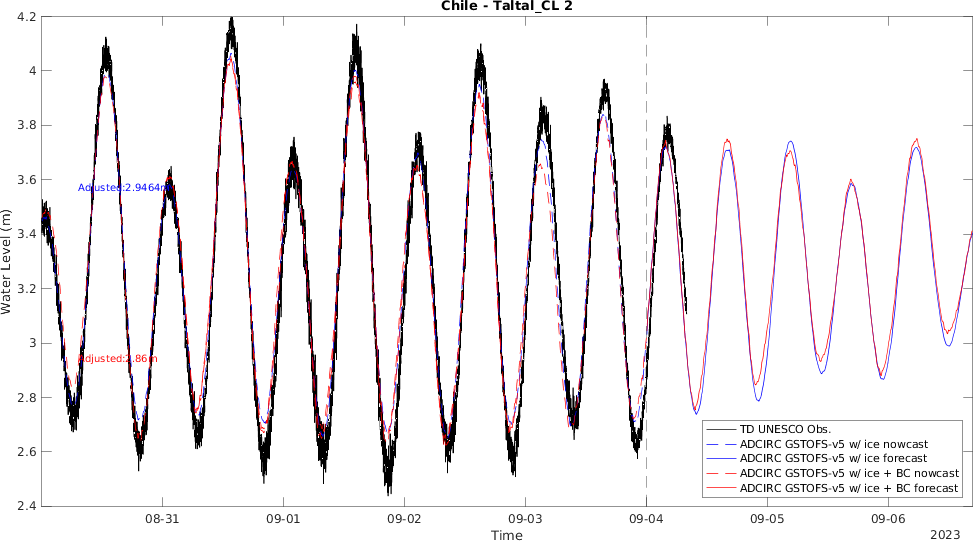 Chile - Taltal_CL 2
4.2
4
3.8
3.6
3.4
3.2
3
2.8
2.6
2.4
Water Level (m)
Adjusted:2.9464m
Adjusted:2.86m
TD UNESCO Obs.
ADCIRC GSTOFS-v5 w/ ice nowcast
ADCIRC GSTOFS-v5 w/ ice forecast
ADCIRC GSTOFS-v5 w/ ice + BC nowcast
ADCIRC GSTOFS-v5 w/ ice + BC forecast
08-31
09-01
09-02
09-03
09-04
09-05
09-06
Time
2023